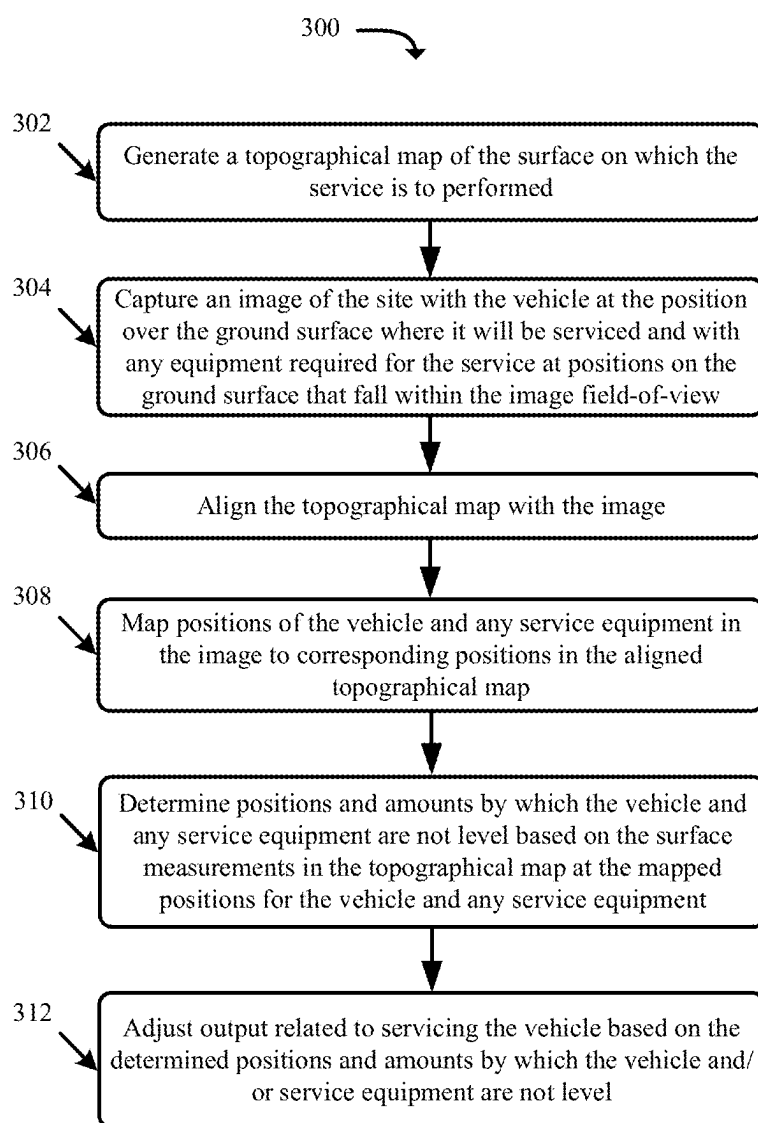 300
302
Generate a topographical map of the surface on which the
service is to performed
304
Capture an image of the site with the vehicle at the position
over the ground surface where it will be serviced and with
any equipment required for the service at positions on the
ground surface that fall within the image field-of-view
306
Align the topographical map with the image
308
Map positions of the vehicle and any service equipment in
the image to corresponding positions in the aligned
topographical map
310
Determine positions and amounts by which the vehicle and
any service equipment are not level based on the surface
measurements in the topographical map at the mapped
positions for the vehicle and any service equipment
312
Adjust output related to servicing the vehicle based on the
determined positions and amounts by which the vehicle and/
or service equipment are not level